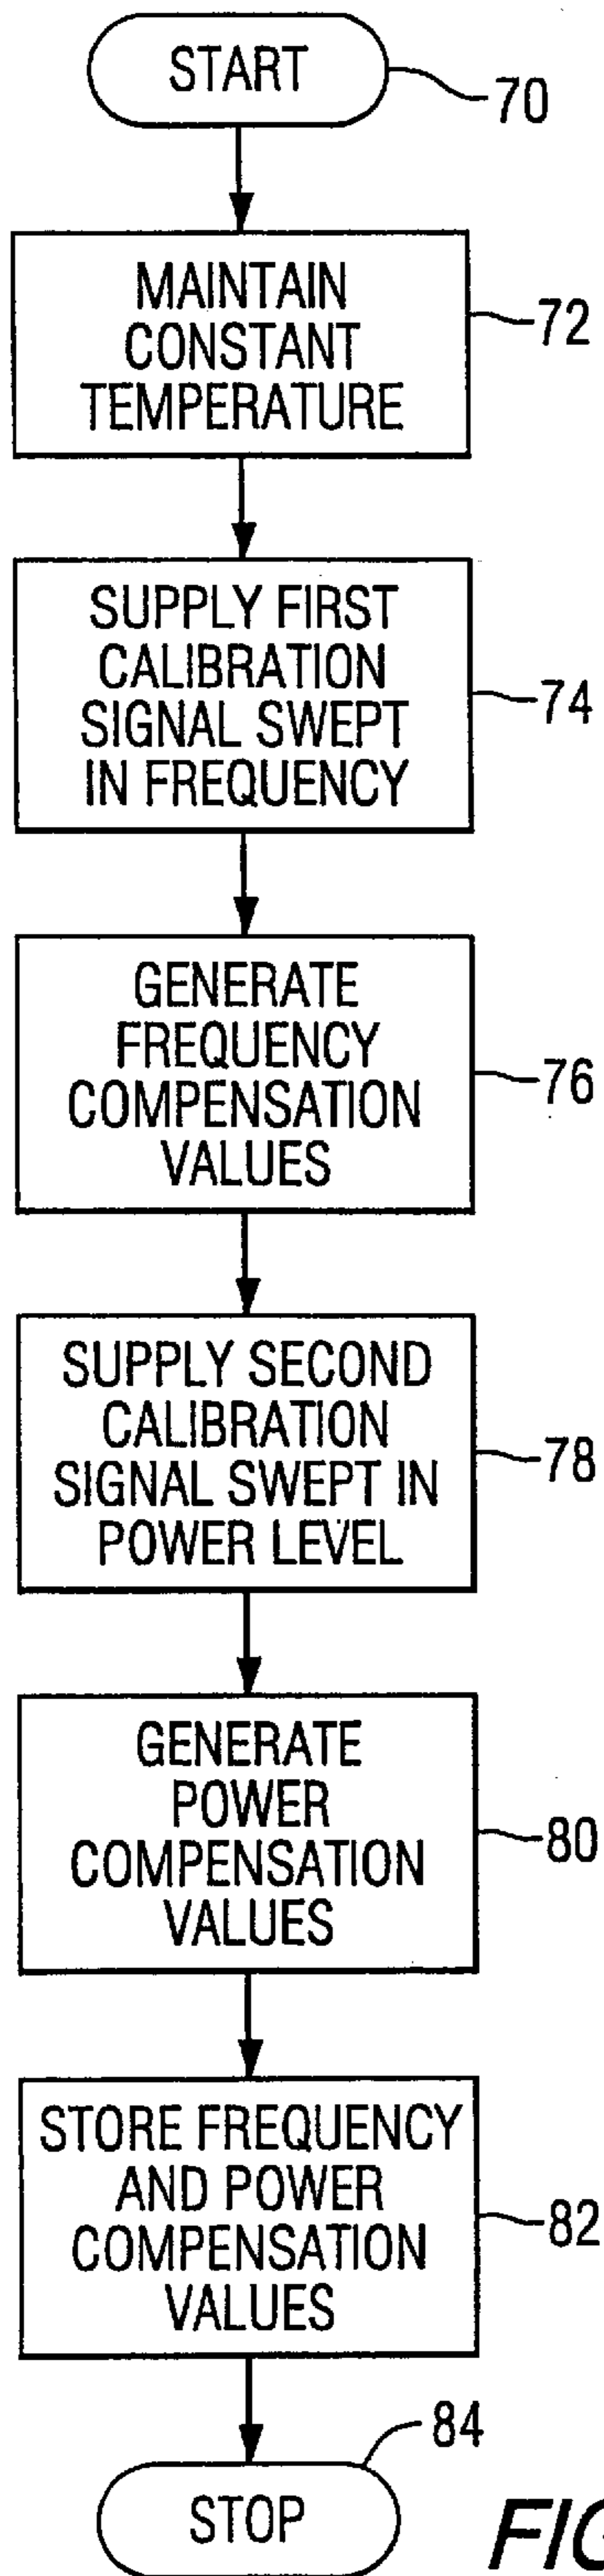 START
70
MAINTAIN
CONSTANT
TEMPERATURE
72
SUPPLY FIRST
CALIBRATION
SIGNAL SWEPT
IN FREQUENCY
74
GENERATE
FREQUENCY
COMPENSATION
VALUES
76
SUPPLY SECOND
CALIBRATION
SIGNAL SWEPT IN
POWER LEVEL
78
GENERATE
POWER
COMPENSATION
VALUES
80
STORE FREQUENCY
AND POWER
COMPENSATION
VALUES
82
84
STOP